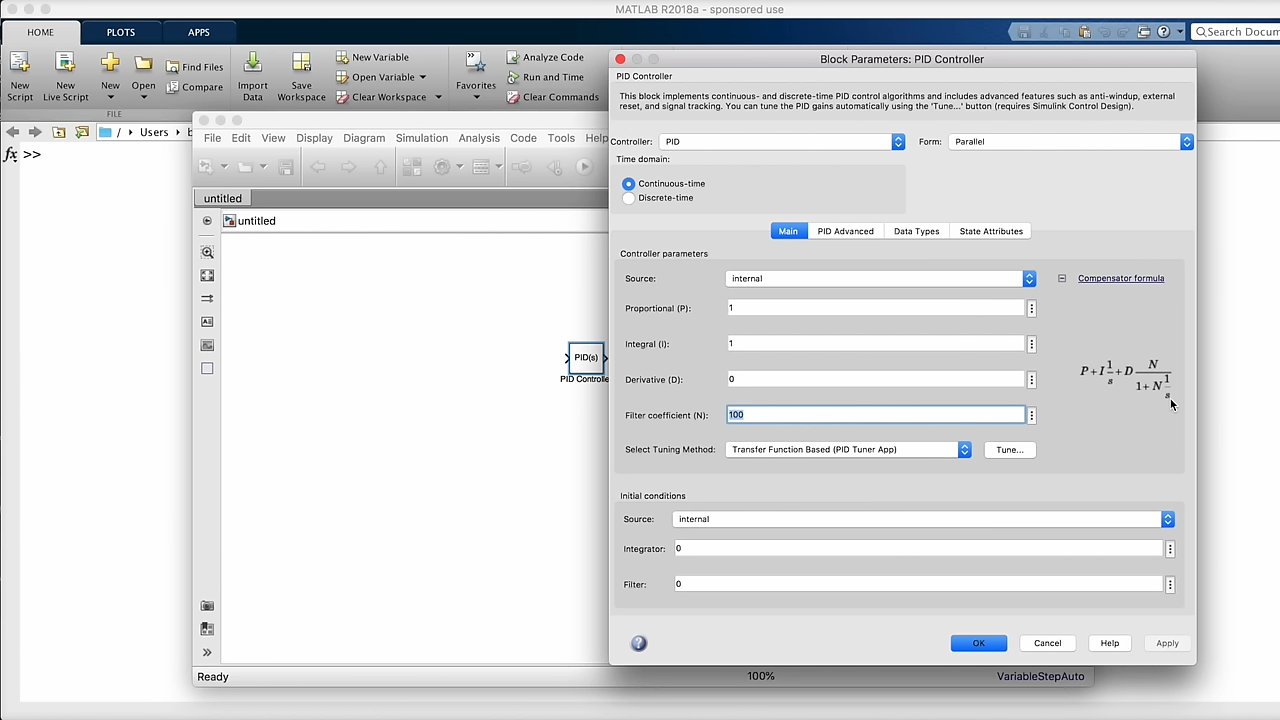 MATLAB R2018a - sponsored use
HOME
PLOTS
APPS
Search Docum
New Script
New Live Script
New
Open
Find Files
Compare
Import Data
Save Workspace
New Variable
Open Variable
Clear Workspace
Favorites
Analyze Code
Run and Time
Clear Commands
FILE
/ Users b
fx >>
File Edit View Display Diagram Simulation Analysis Code Tools Help
untitled
untitled
PID(s)
PID Controlle
Ready
100%
VariableStepAuto
Block Parameters: PID Controller
PID Controller
This block implements continuous- and discrete-time PID control algorithms and includes advanced features such as anti-windup, external
reset, and signal tracking. You can tune the PID gains automatically using the 'Tune...' button (requires Simulink Control Design).
Controller: PID
Form: Parallel
Time domain:
Continuous-time
Discrete-time
Main
PID Advanced
Data Types
State Attributes
Controller parameters
Source: internal
Compensator formula
Proportional (P): 1
Integral (I): 1
Derivative (D): 0
Filter coefficient (N): 100
P+I 1/s +D N/(1+N 1/s)
Select Tuning Method: Transfer Function Based (PID Tuner App)
Tune...
Initial conditions
Source: internal
Integrator: 0
Filter: 0
OK
Cancel
Help
Apply